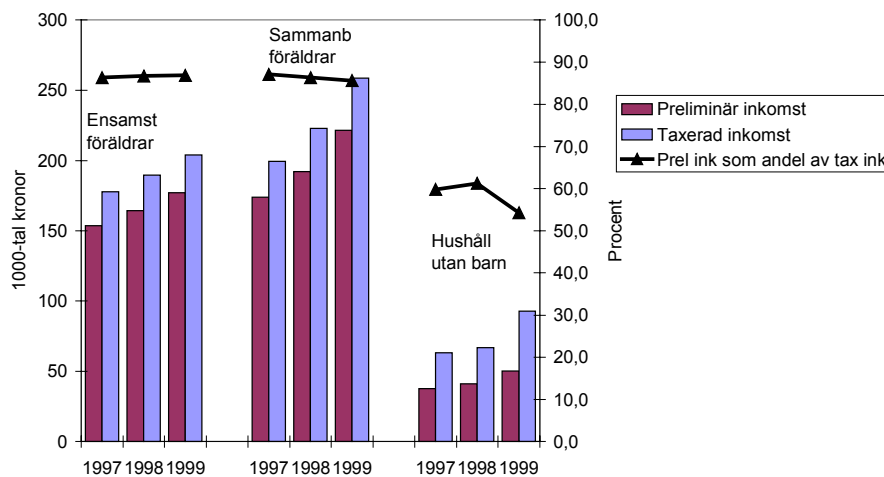 300
250
200
150
100
50
0
1000-tal kronor
Ensamst
föräldrar
Sammanb
föräldrar
Hushåll
utan barn
1997 1998 1999
1997 1998 1999
1997 1998 1999
100,0
90,0
80,0
70,0
60,0
50,0
40,0
30,0
20,0
10,0
0,0
Procent
Preliminär inkomst
Taxerad inkomst
Prel ink som andel av tax ink